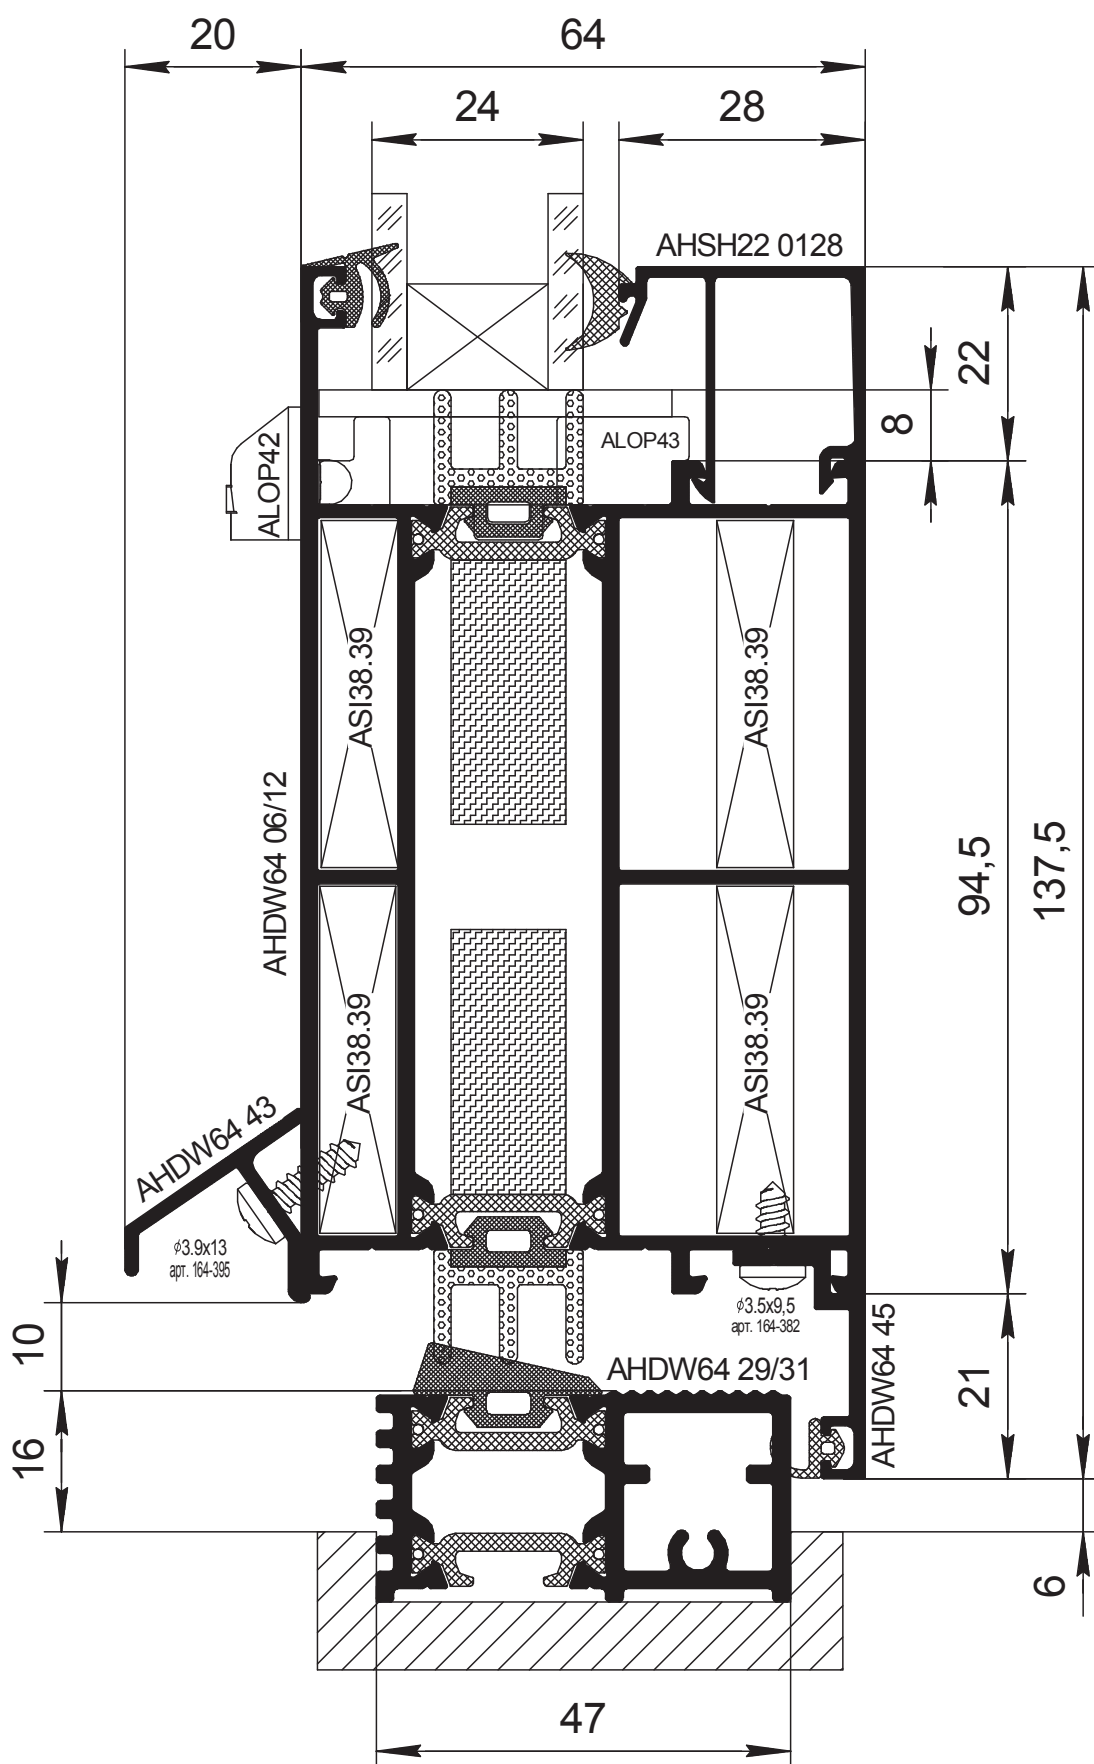 20
64
24
28
AHSH22 0128
22
8
ALOP42
ALOP43
ASI38.39
ASI38.39
AHDW64 06/12
94,5
137,5
ASI38.39
ASI38.39
AHDW64 43
ϕ3.9x13
арт. 164-395
ϕ3.5x9,5
арт. 164-382
10
AHDW64 29/31
AHDW64 45
21
16
6
47